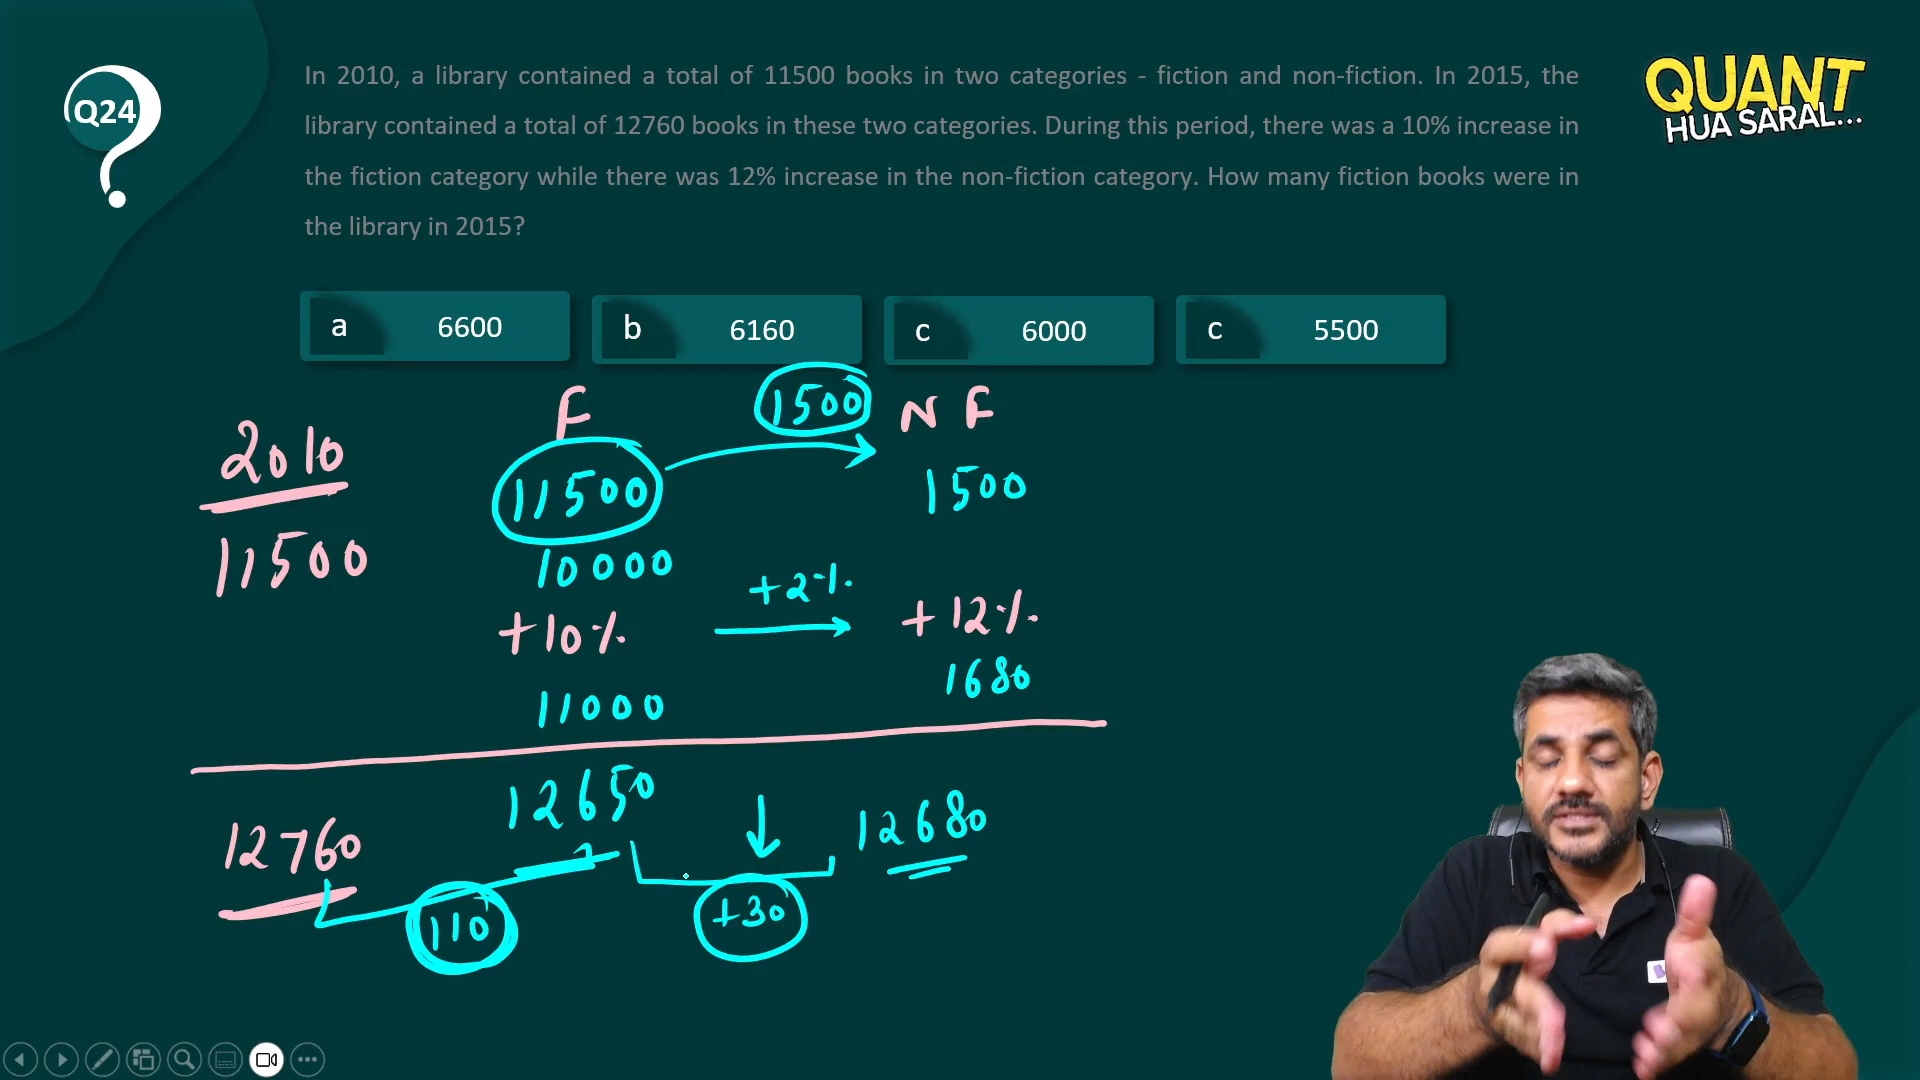 Q24
In 2010, a library contained a total of 11500 books in two categories - fiction and non-fiction. In 2015, the
library contained a total of 12760 books in these two categories. During this period, there was a 10% increase in
the fiction category while there was 12% increase in the non-fiction category. How many fiction books were in
the library in 2015?
QUANT
HUA SARAL...
a 6600 b 6160 c 6000 c 5500
F 1500 N F
2010
11500 1500
11500 10000
+2%
+10% +12%
1680
11000
12650
12760 12680
110 +30